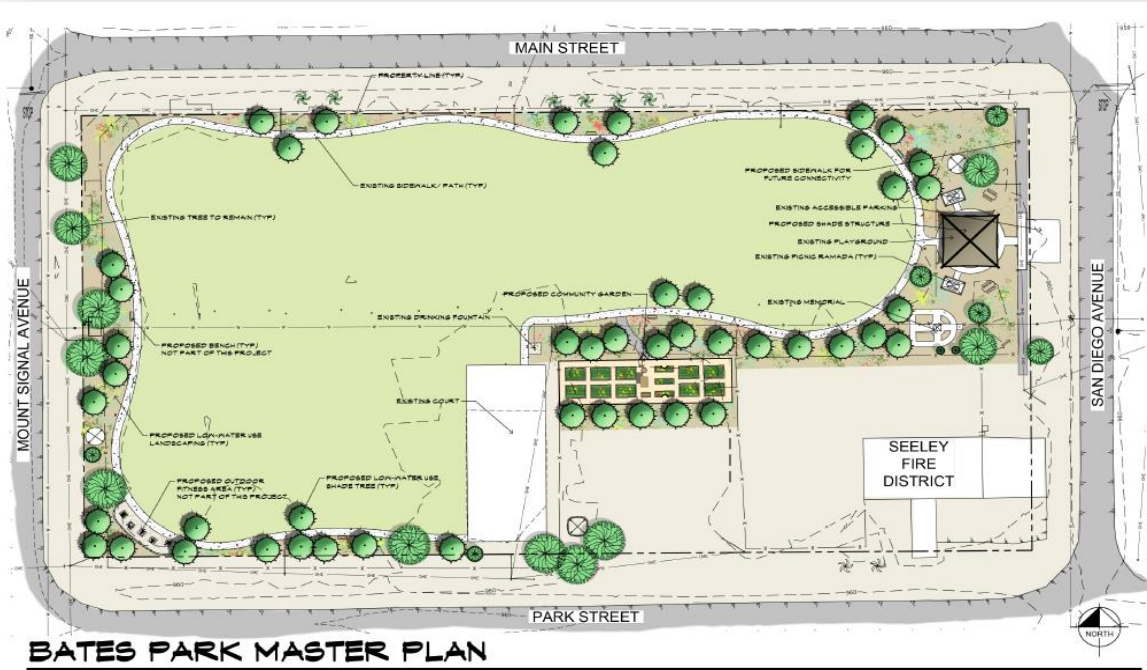 MAIN STREET
PROPERTY LINE (TYP.)
STOP
STOP
PROPOSED SIDEWALK FOR
FUTURE CONNECTIVITY
EXISTING SIDEWALK / PATH (TYP.)
EXISTING ACCESSIBLE PARKING
EXISTING TREE TO REMAIN (TYP.)
PROPOSED SHADE STRUCTURE
EXISTING PLAYGROUND
EXISTING PICNIC RAMADA (TYP.)
MOUNT SIGNAL AVENUE
SAN DIEGO AVENUE
PROPOSED COMMUNITY GARDEN
EXISTING MEMORIAL
EXISTING DRINKING FOUNTAIN
PROPOSED BENCH (TYP.)
NOT PART OF THIS PROJECT
EXISTING COURT
PROPOSED LOW-WATER USE
LANDSCAPING (TYP.)
SEELEY
FIRE
DISTRICT
PROPOSED OUTDOOR
FITNESS AREA (TYP.)
NOT PART OF THIS PROJECT
PROPOSED LOW-WATER USE,
SHADE TREE (TYP.)
PARK STREET
NORTH
BATES PARK MASTER PLAN